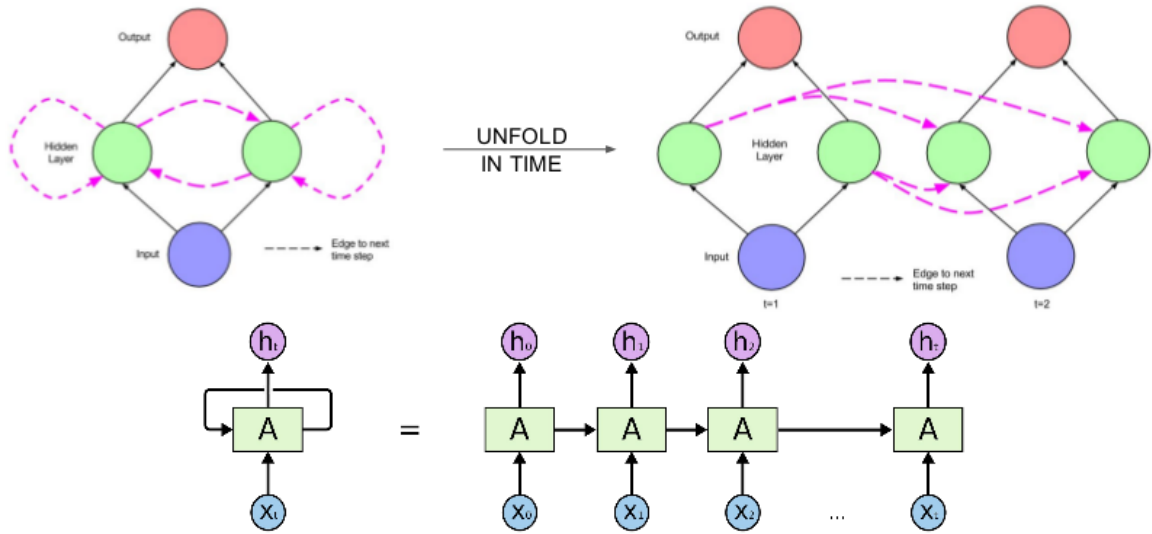 Output
Hidden
Layer
Input
Edge to next
time step
UNFOLD
IN TIME
Output
Hidden
Layer
Input
Edge to next
time step
t=1
t=2
hₜ
A
xₜ
=
h₀
h₁
h₂
hₜ
A
A
A
A
x₀
x₁
x₂
...
xₜ